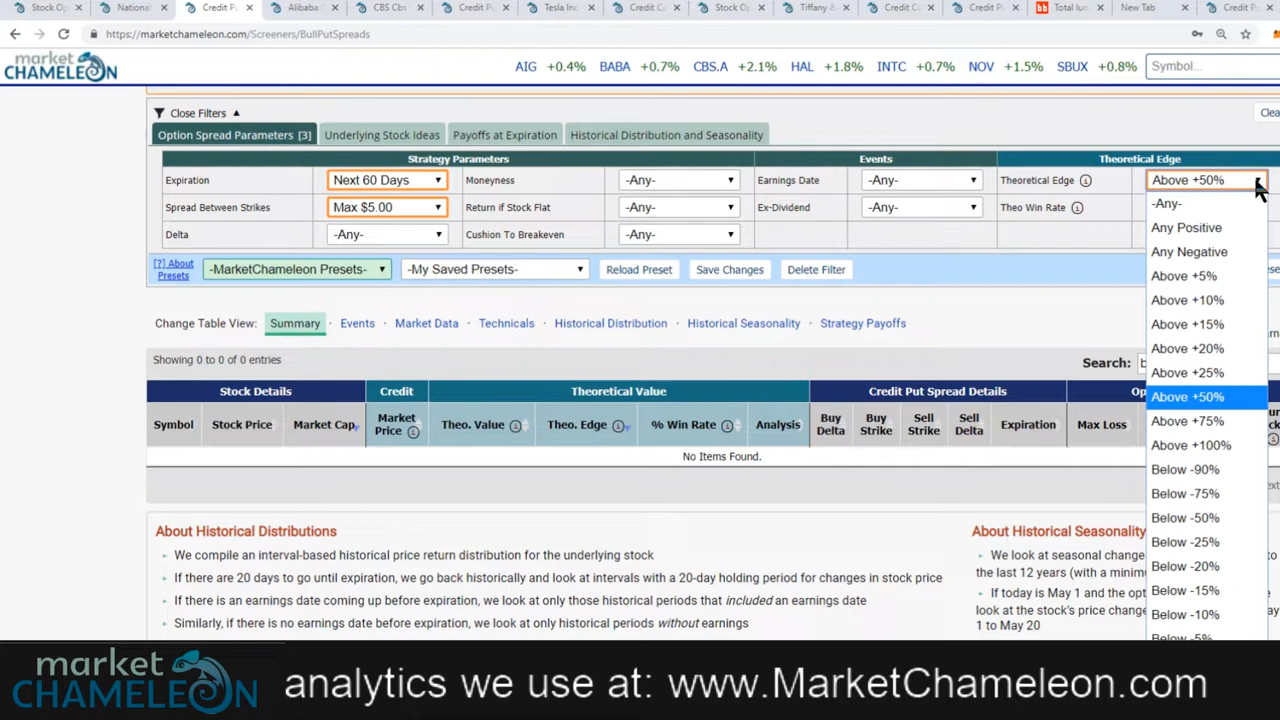 Stock Op
National
Credit Pu
Alibaba
CBS Cbs
Credit P
Tesla Inc
Credit Ca
Stock Op
Tiffany &
Credit Ca
Credit Pu
Total lun
New Tab
Credit Pu
https://marketchameleon.com/Screeners/BullPutSpreads
market CHAMELEON
AIG +0.4% BABA +0.7% CBS.A +2.1% HAL +1.8% INTC +0.7% NOV +1.5% SBUX +0.8%
Symbol...
Close Filters ▲
Clea
Option Spread Parameters [3] Underlying Stock Ideas Payoffs at Expiration Historical Distribution and Seasonality
Strategy Parameters Events Theoretical Edge
Expiration Next 60 Days Moneyness -Any- Earnings Date -Any- Theoretical Edge Above +50%
Spread Between Strikes Max $5.00 Return if Stock Flat -Any- Ex-Dividend -Any- Theo Win Rate
Delta -Any- Cushion To Breakeven -Any-
-Any-
Any Positive
Any Negative
Above +5%
Above +10%
Above +15%
Above +20%
Above +25%
Above +50%
Above +75%
Above +100%
Below -90%
Below -75%
Below -50%
Below -25%
Below -20%
Below -15%
Below -10%
Below -5%
[?] About Presets
-MarketChameleon Presets- -My Saved Presets- Reload Preset Save Changes Delete Filter
Change Table View: Summary · Events · Market Data · Technicals · Historical Distribution · Historical Seasonality · Strategy Payoffs
Showing 0 to 0 of 0 entries
Search: b
Stock Details Credit Theoretical Value Credit Put Spread Details Op
Symbol Stock Price Market Cap Market Price Theo. Value Theo. Edge % Win Rate Analysis Buy Delta Buy Strike Sell Strike Sell Delta Expiration Max Loss
No Items Found.
About Historical Distributions
We compile an interval-based historical price return distribution for the underlying stock
If there are 20 days to go until expiration, we go back historically and look at intervals with a 20-day holding period for changes in stock price
If there is an earnings date coming up before expiration, we look at only those historical periods that included an earnings date
Similarly, if there is no earnings date before expiration, we look at only historical periods without earnings
About Historical Seasonality
We look at seasonal change
the last 12 years (with a minim
If today is May 1 and the opt
look at the stock's price change
1 to May 20
market CHAMELEON
analytics we use at: www.MarketChameleon.com